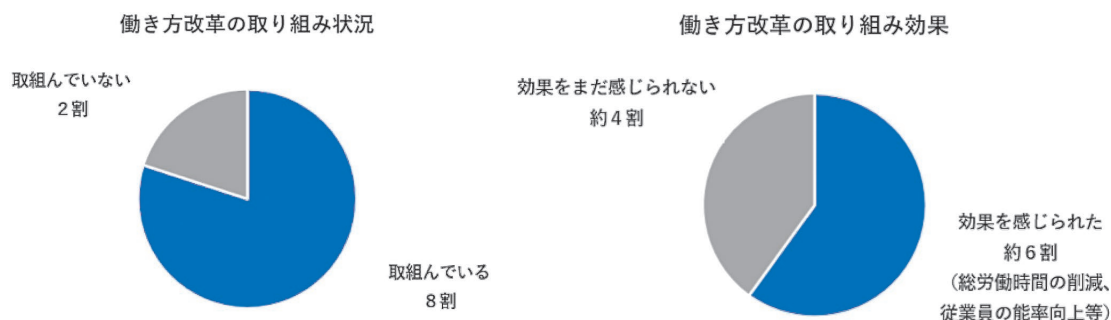 働き方改革の取り組み状況
取組んでいない
2割
取組んでいる
8割
働き方改革の取り組み効果
効果をまだ感じられない
約4割
効果を感じられた
約6割
（総労働時間の削減、
従業員の能率向上等）